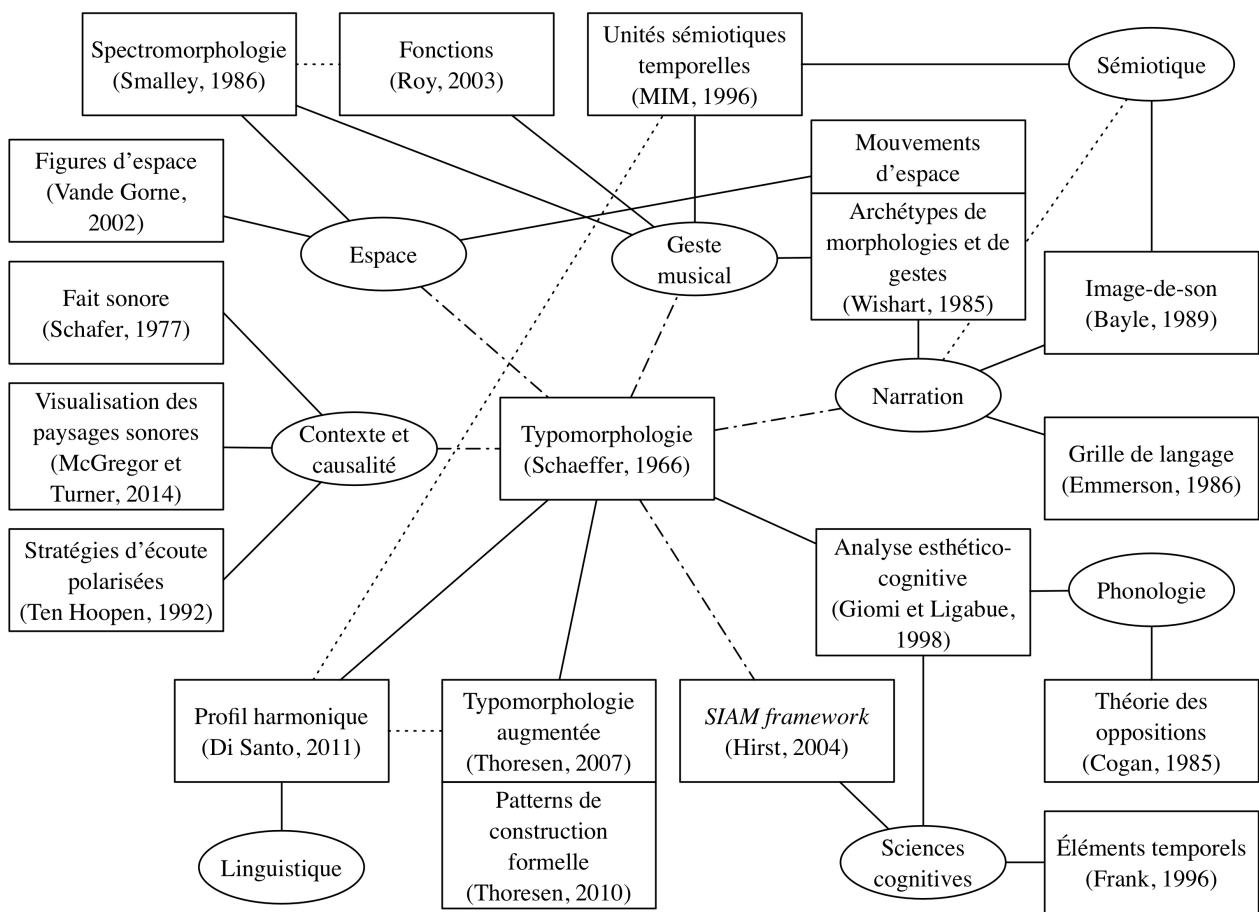 Spectromorphologie
(Smalley, 1986)
Fonctions
(Roy, 2003)
Unités sémiotiques
temporelles
(MIM, 1996)
Sémiotique
Figures d’espace
(Vande Gorne,
2002)
Espace
Geste
musical
Mouvements
d’espace
Archétypes de
morphologies et de
gestes
(Wishart, 1985)
Image-de-son
(Bayle, 1989)
Fait sonore
(Schafer, 1977)
Visualisation des
paysages sonores
(McGregor et
Turner, 2014)
Contexte et
causalité
Typomorphologie
(Schaeffer, 1966)
Narration
Grille de langage
(Emmerson, 1986)
Stratégies d’écoute
polarisées
(Ten Hoopen, 1992)
Analyse esthético-
cognitive
(Giomi et Ligabue,
1998)
Phonologie
Profil harmonique
(Di Santo, 2011)
Typomorphologie
augmentée
(Thoresen, 2007)
Patterns de
construction
formelle
(Thoresen, 2010)
SIAM framework
(Hirst, 2004)
Théorie des
oppositions
(Cogan, 1985)
Linguistique
Sciences
cognitives
Éléments temporels
(Frank, 1996)